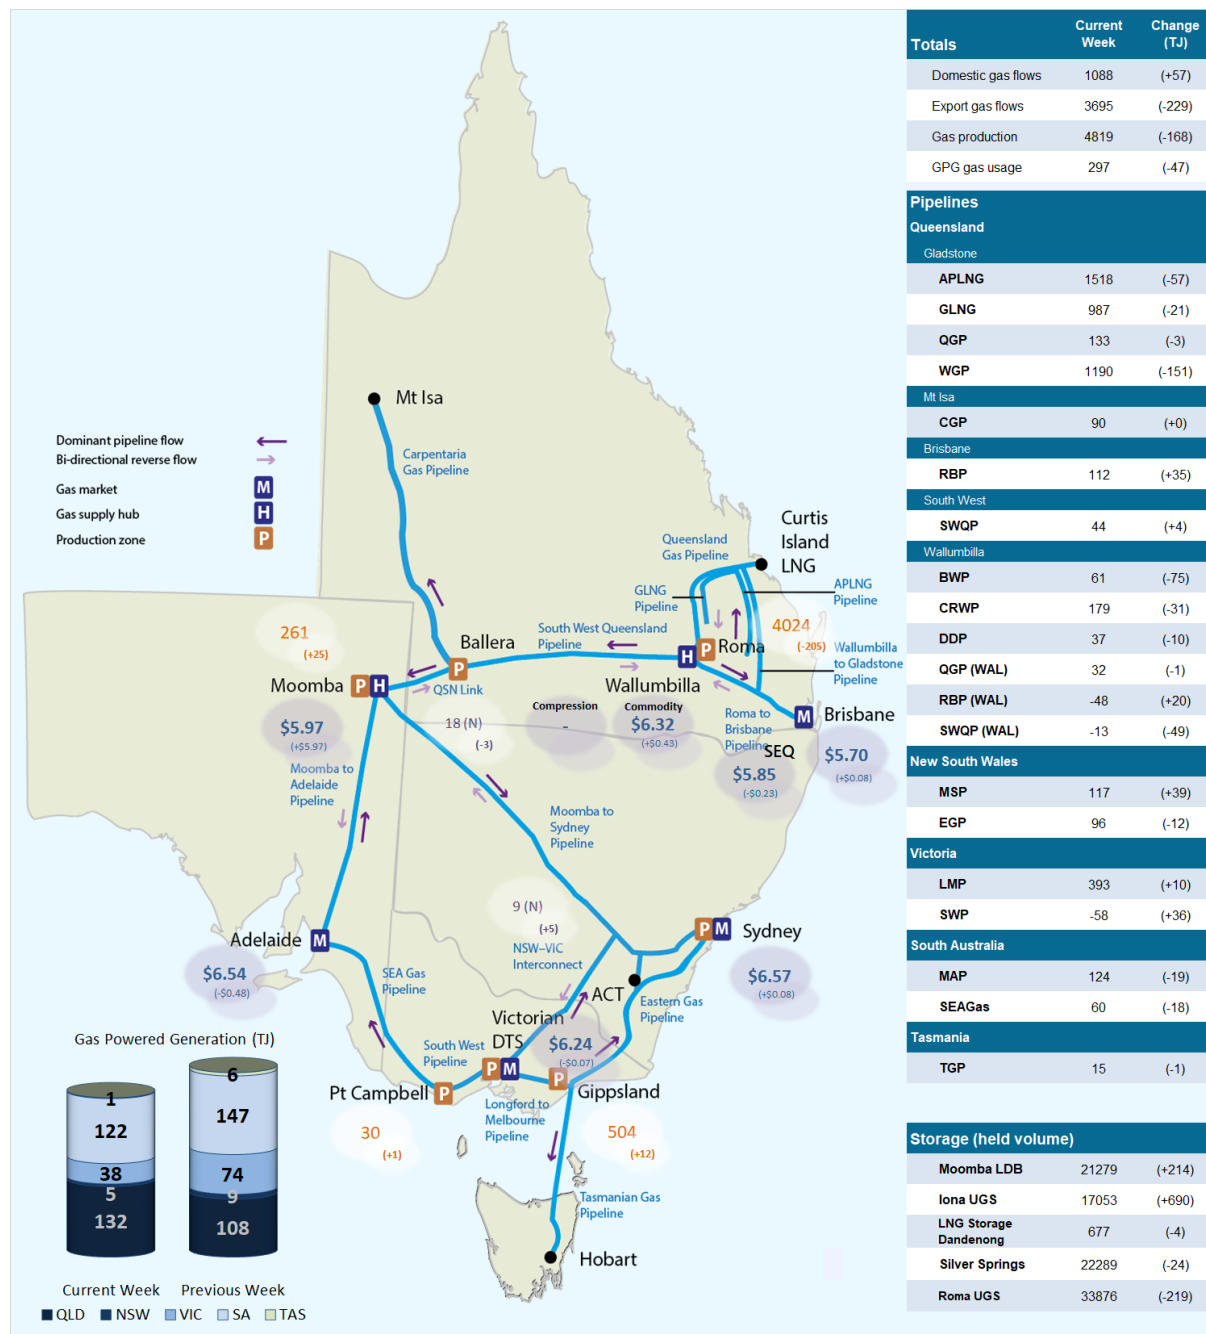 Mt Isa
Dominant pipeline flow
Bi-directional reverse flow
Gas market
M
Gas supply hub
H
Production zone
P
Carpentaria
Gas Pipeline
Curtis
Island
LNG
Queensland
Gas Pipeline
GLNG
Pipeline
APLNG
Pipeline
261
(+25)
4024
(-205)
Ballera
P
South West Queensland
Pipeline
H
P
Roma
Wallumbilla
to Gladstone
Pipeline
Moomba
P
H
QSN Link
Wallumbilla
$5.97
(+$5.97)
18 (N)
(-3)
Compression
-
Commodity
$6.32
(+$0.43)
Roma to
Brisbane
Pipeline
M
Brisbane
SEQ
$5.85
(-$0.23)
$5.70
(+$0.08)
Moomba to
Adelaide
Pipeline
Moomba to
Sydney
Pipeline
9 (N)
(+5)
NSW–VIC
Interconnect
P
M
Sydney
Adelaide
M
$6.54
(-$0.48)
SEA Gas
Pipeline
$6.57
(+$0.08)
ACT
Eastern Gas
Pipeline
Victorian
DTS
$6.24
(-$0.07)
South West
Pipeline
P
M
P
Gippsland
Pt Campbell
P
Longford to
Melbourne
Pipeline
30
(+1)
504
(+12)
Tasmanian Gas
Pipeline
Hobart
Gas Powered Generation (TJ)
1
122
38
5
132
6
147
74
9
108
Current Week
Previous Week
QLD NSW VIC SA TAS
Totals Current Week Change (TJ)
Domestic gas flows 1088 (+57)
Export gas flows 3695 (-229)
Gas production 4819 (-168)
GPG gas usage 297 (-47)
Pipelines
Queensland
Gladstone
APLNG 1518 (-57)
GLNG 987 (-21)
QGP 133 (-3)
WGP 1190 (-151)
Mt Isa
CGP 90 (+0)
Brisbane
RBP 112 (+35)
South West
SWQP 44 (+4)
Wallumbilla
BWP 61 (-75)
CRWP 179 (-31)
DDP 37 (-10)
QGP (WAL) 32 (-1)
RBP (WAL) -48 (+20)
SWQP (WAL) -13 (-49)
New South Wales
MSP 117 (+39)
EGP 96 (-12)
Victoria
LMP 393 (+10)
SWP -58 (+36)
South Australia
MAP 124 (-19)
SEAGas 60 (-18)
Tasmania
TGP 15 (-1)
Storage (held volume)
Moomba LDB 21279 (+214)
Iona UGS 17053 (+690)
LNG Storage
Dandenong 677 (-4)
Silver Springs 22289 (-24)
Roma UGS 33876 (-219)